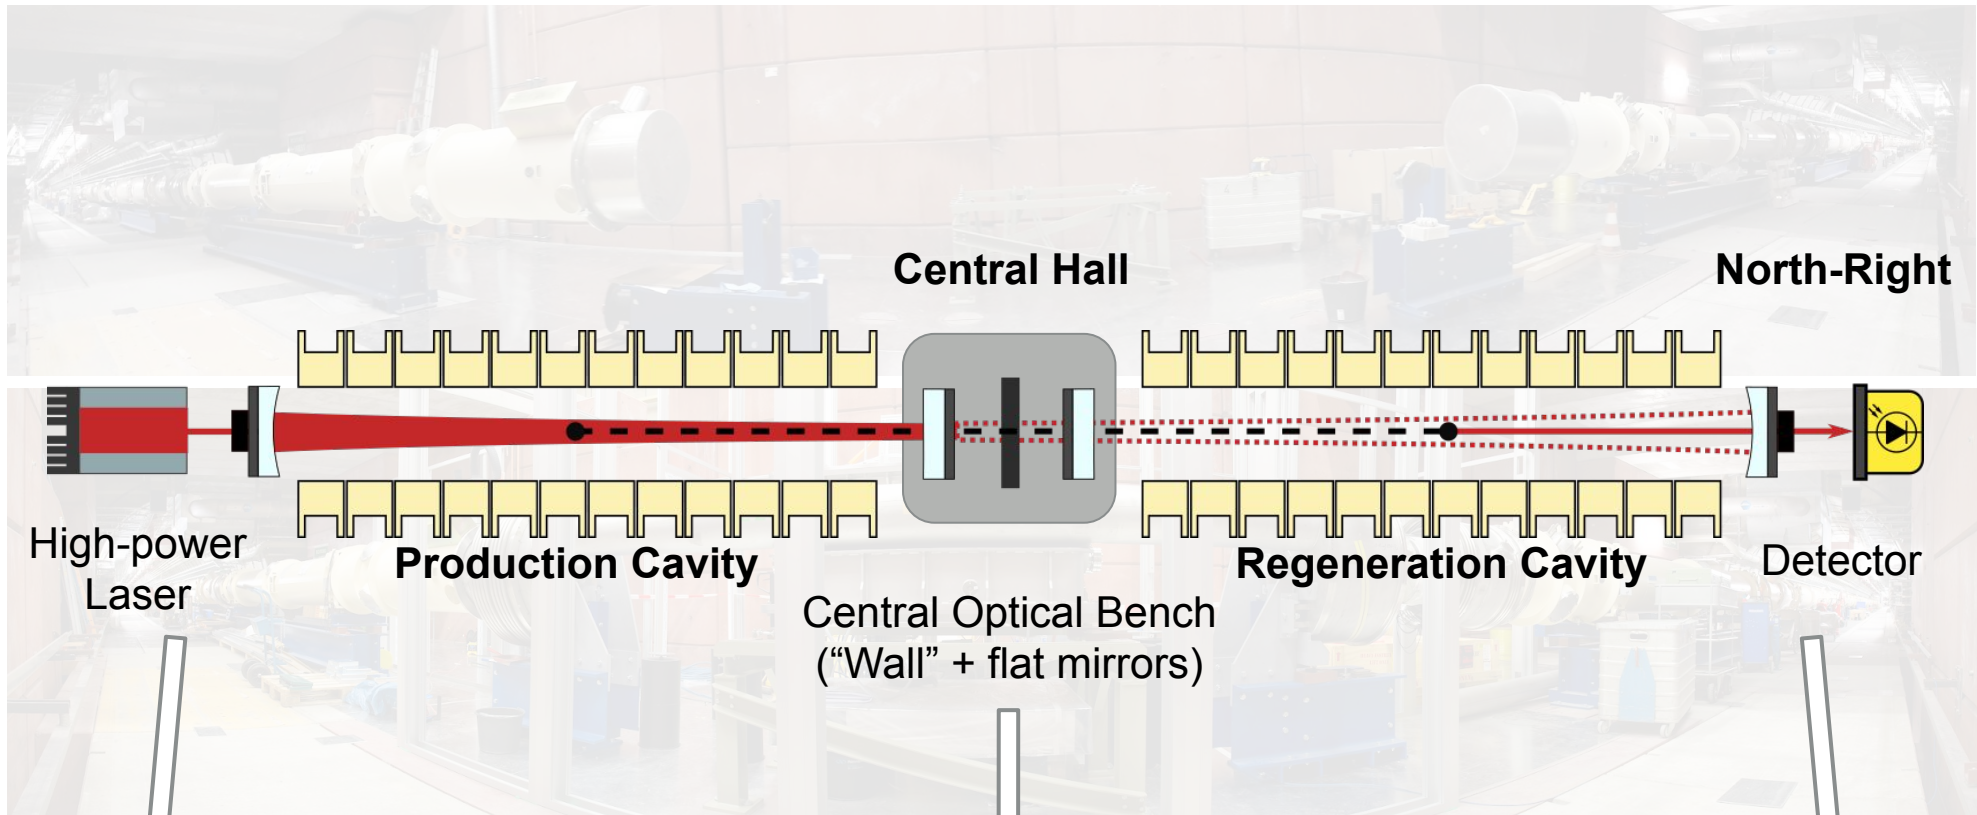 Central Hall
North-Right
High-power
Laser
Production Cavity
Regeneration Cavity
Detector
Central Optical Bench
(“Wall” + flat mirrors)